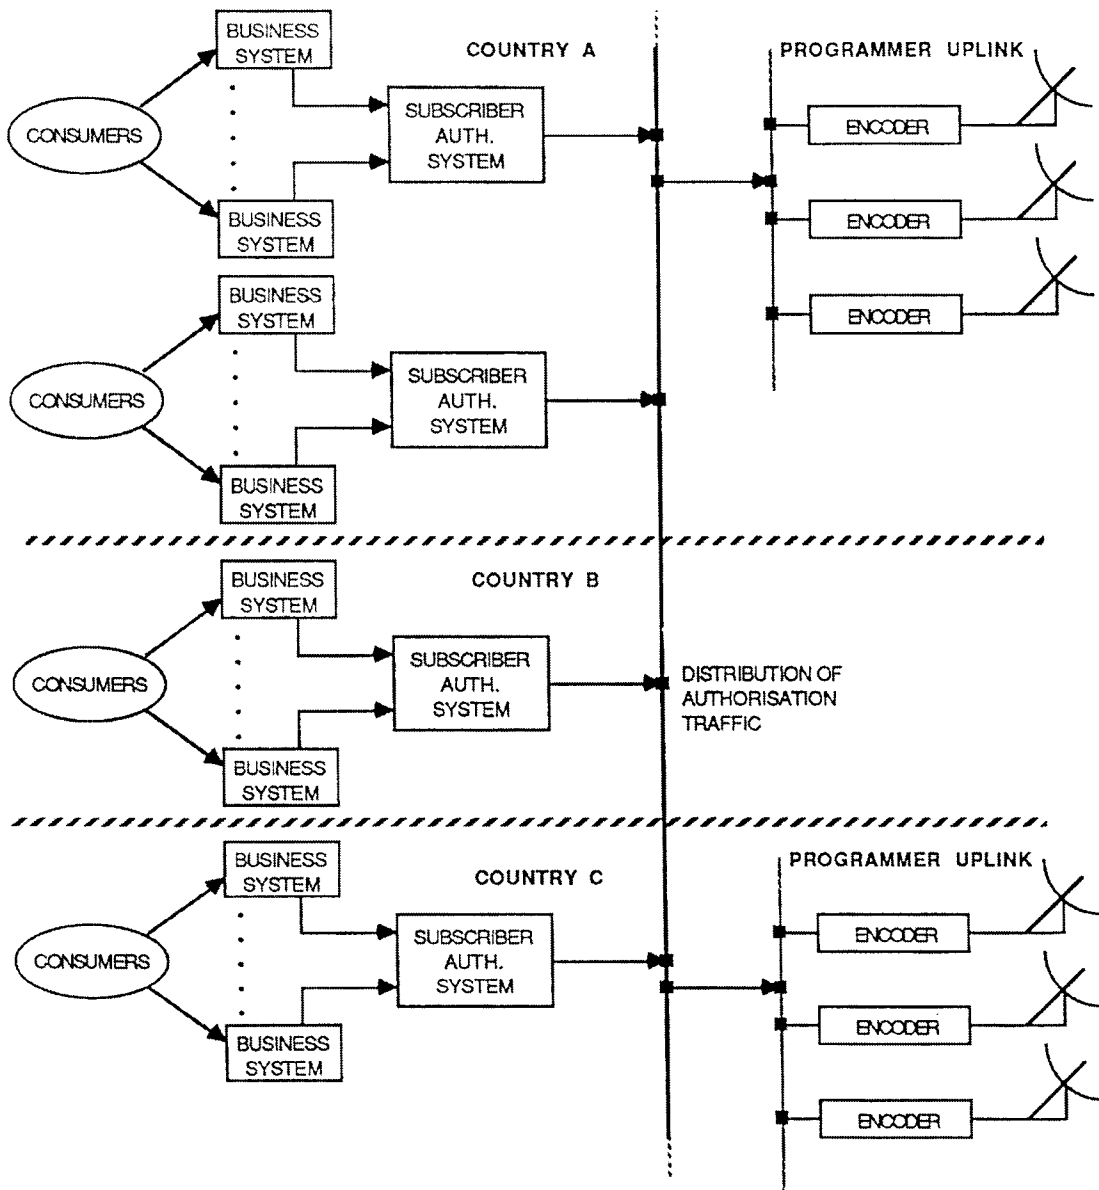 BUSINESS
SYSTEM
COUNTRY A
PROGRAMMER UPLINK
CONSUMERS
SUBSCRIBER
AUTH.
SYSTEM
ENCODER
BUSINESS
SYSTEM
ENCODER
BUSINESS
SYSTEM
ENCODER
CONSUMERS
SUBSCRIBER
AUTH.
SYSTEM
BUSINESS
SYSTEM
BUSINESS
SYSTEM
COUNTRY B
CONSUMERS
SUBSCRIBER
AUTH.
SYSTEM
DISTRIBUTION OF
AUTHORISATION
TRAFFIC
BUSINESS
SYSTEM
BUSINESS
SYSTEM
COUNTRY C
PROGRAMMER UPLINK
CONSUMERS
SUBSCRIBER
AUTH.
SYSTEM
ENCODER
BUSINESS
SYSTEM
ENCODER
ENCODER